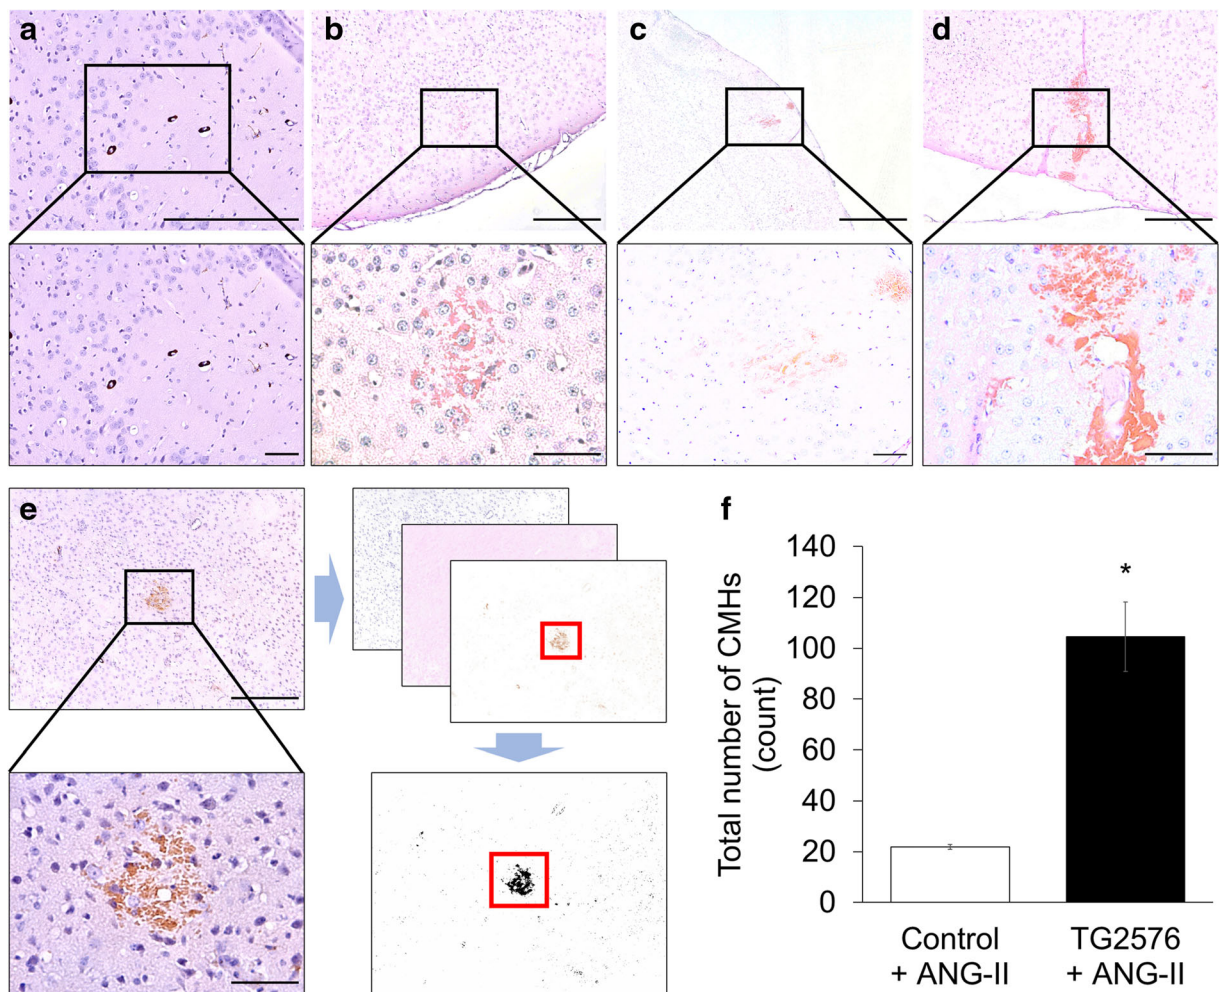 a
b
c
d
e
f
Total number of CMHs
(count)
140
120
100
80
60
40
20
0
*
Control
+ ANG-II
TG2576
+ ANG-II